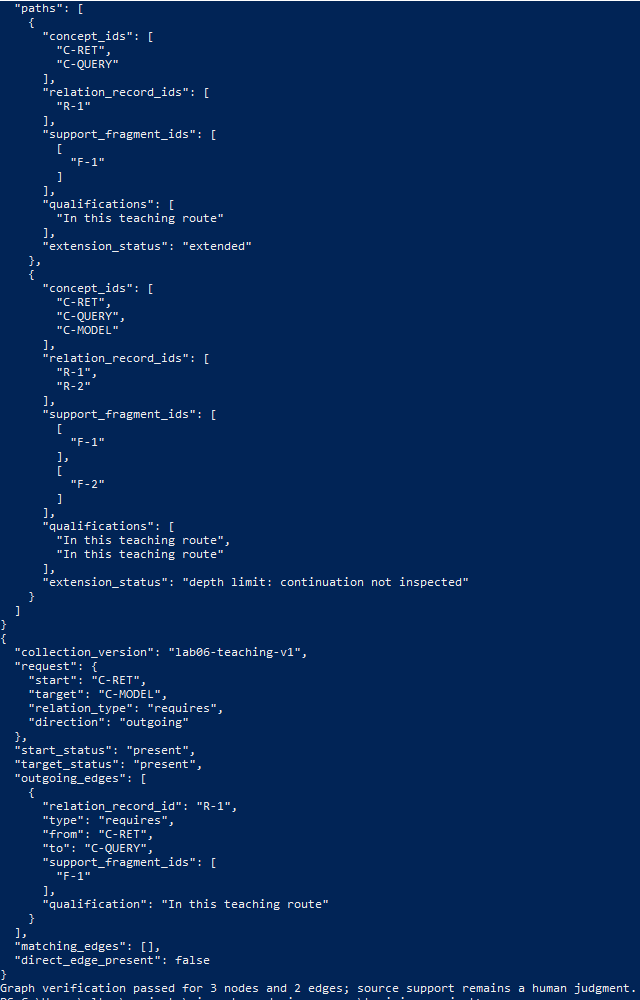 "paths": [
{
"concept_ids": [
"C-RET",
"C-QUERY"
],
"relation_record_ids": [
"R-1"
],
"support_fragment_ids": [
[
"F-1"
]
],
"qualifications": [
"In this teaching route"
],
"extension_status": "extended"
},
{
"concept_ids": [
"C-RET",
"C-QUERY",
"C-MODEL"
],
"relation_record_ids": [
"R-1",
"R-2"
],
"support_fragment_ids": [
[
"F-1"
],
[
"F-2"
]
],
"qualifications": [
"In this teaching route",
"In this teaching route"
],
"extension_status": "depth limit: continuation not inspected"
}
]
}
{
"collection_version": "lab06-teaching-v1",
"request": {
"start": "C-RET",
"target": "C-MODEL",
"relation_type": "requires",
"direction": "outgoing"
},
"start_status": "present",
"target_status": "present",
"outgoing_edges": [
{
"relation_record_id": "R-1",
"type": "requires",
"from": "C-RET",
"to": "C-QUERY",
"support_fragment_ids": [
"F-1"
],
"qualification": "In this teaching route"
}
],
"matching_edges": [],
"direct_edge_present": false
}
Graph verification passed for 3 nodes and 2 edges; source support remains a human judgment.